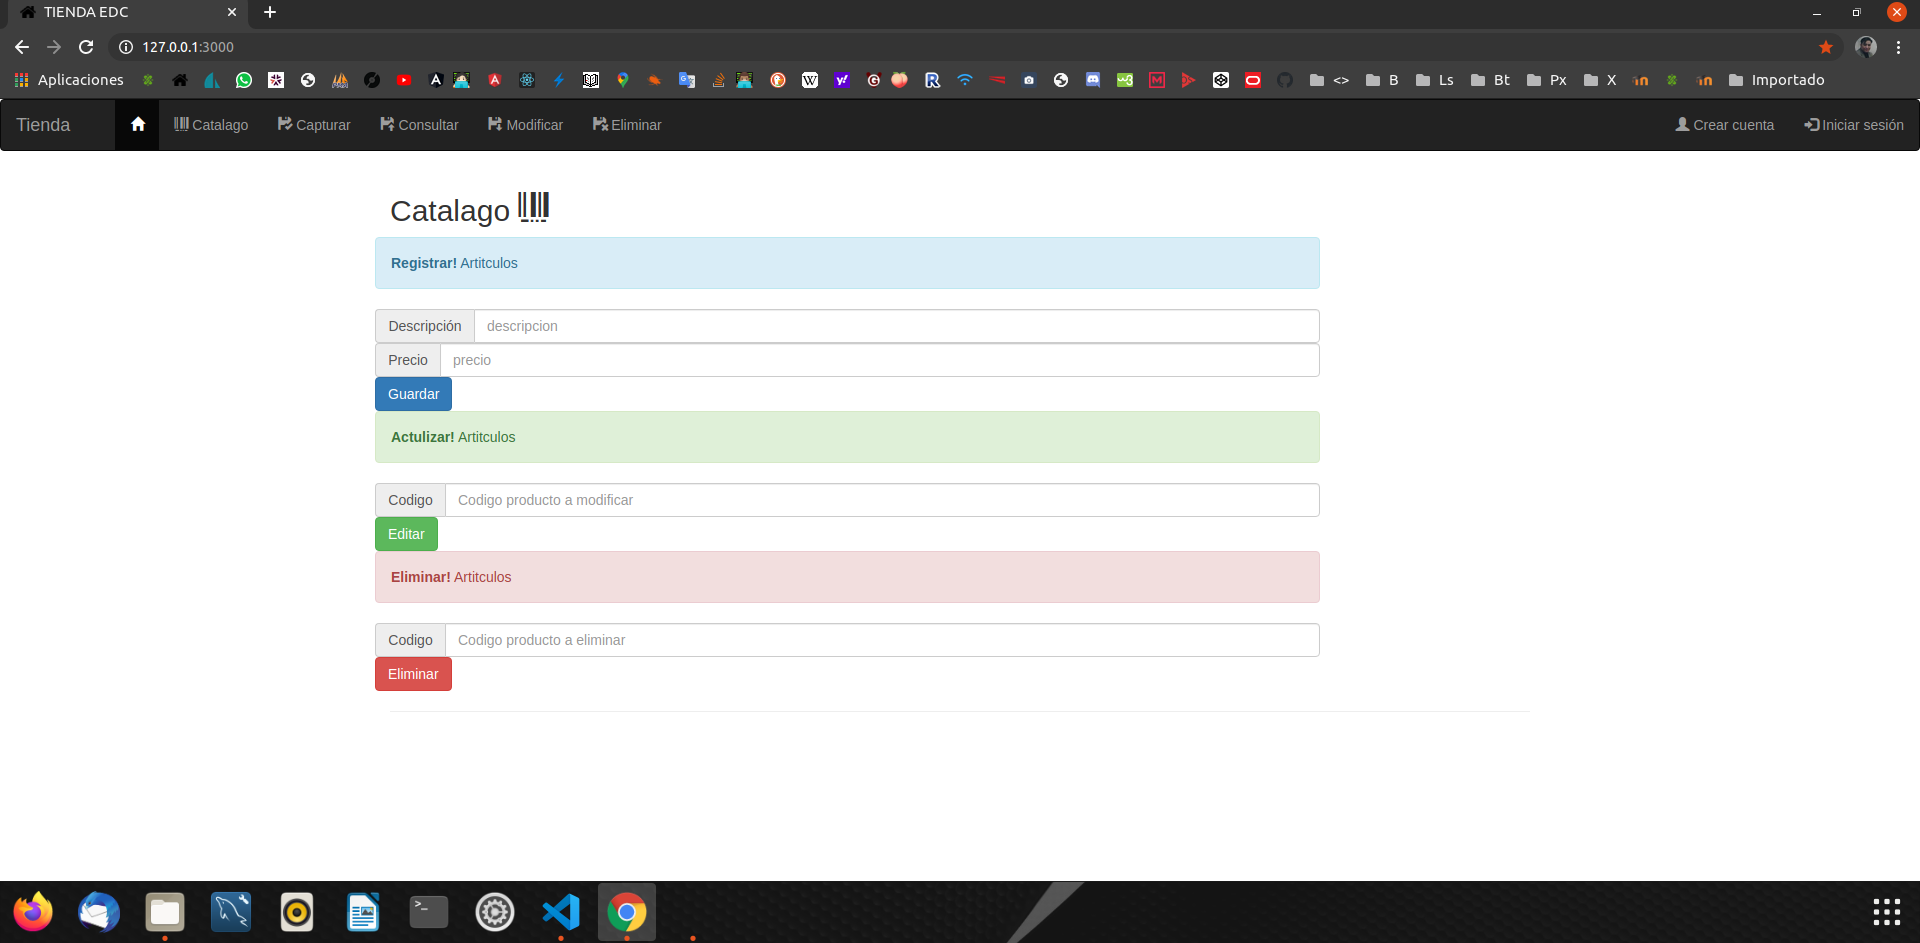 TIENDA EDC
127.0.0.1:3000
Aplicaciones <> B Ls Bt Px X Importado
Tienda Catalago Capturar Consultar Modificar Eliminar Crear cuenta Iniciar sesión
Catalago
Registrar! Artitculos
Descripción descripcion
Precio precio
Guardar
Actulizar! Artitculos
Codigo Codigo producto a modificar
Editar
Eliminar! Artitculos
Codigo Codigo producto a eliminar
Eliminar